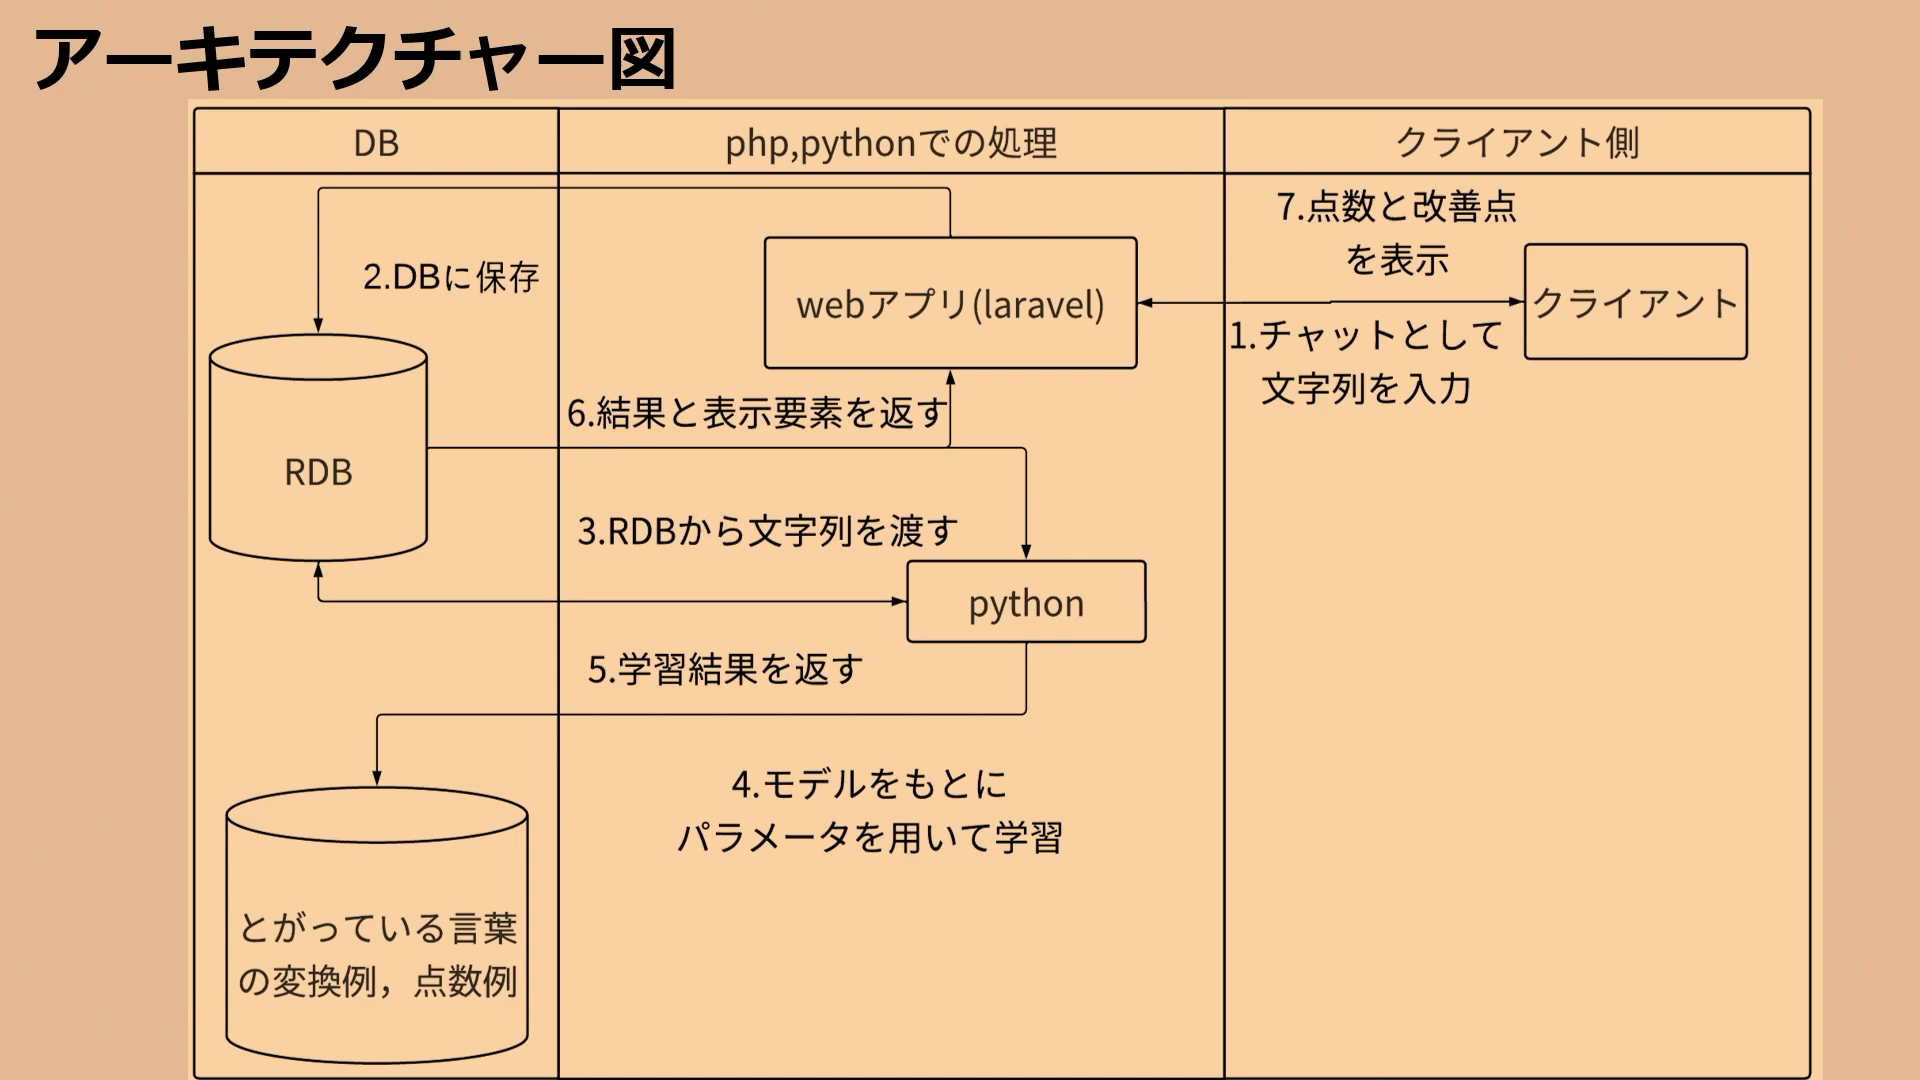 アーキテクチャー図
DB
php,pythonでの処理
クライアント側
7.点数と改善点
を表示
2.DBに保存
webアプリ(laravel)
クライアント
1.チャットとして
文字列を入力
6.結果と表示要素を返す
RDB
3.RDBから文字列を渡す
python
5.学習結果を返す
4.モデルをもとに
パラメータを用いて学習
とがっている言葉
の変換例，点数例